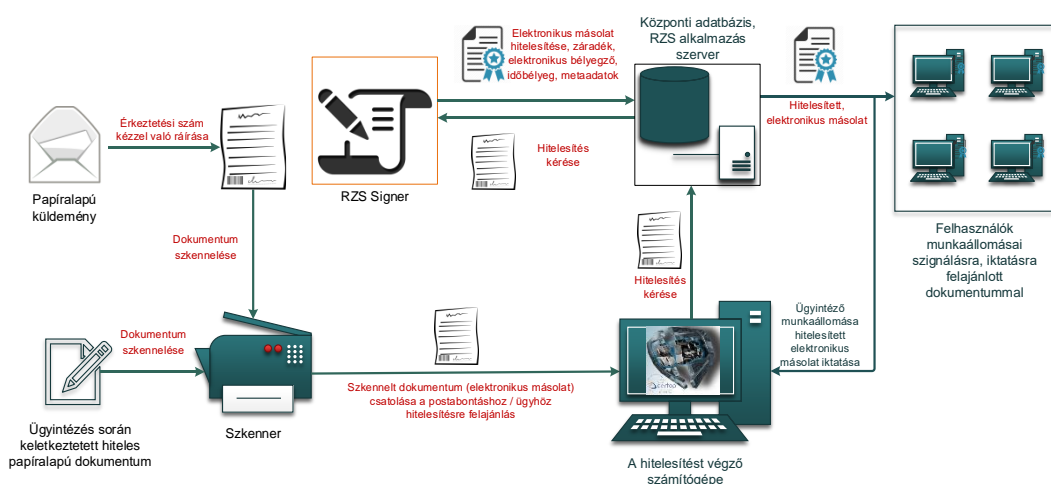 Elektronikus másolat
hitelesítése, záradék,
elektronikus bélyegző,
időbélyeg, metaadatok
Központi adatbázis,
RZS alkalmazás
szerver
Érkeztetési szám
kézzel való ráírása
Hitelesítés
kérése
Hitelesített,
elektronikus másolat
Papíralapú
küldemény
RZS Signer
Felhasználók
munkaállomásai
szignálásra, iktatásra
felajánlott
dokumentummal
Dokumentum
szkennelése
Hitelesítés
kérése
Dokumentum
szkennelése
Ügyintéző
munkaállomása
hitelesített
elektronikus
másolat iktatása
Szkennelt dokumentum (elektronikus másolat)
csatolása a postabontáshoz / ügyhöz
hitelesítésre felajánlás
Ügyintézés során
keletkeztetett hiteles
papíralapú dokumentum
Szkenner
A hitelesítést végző
számítógépe